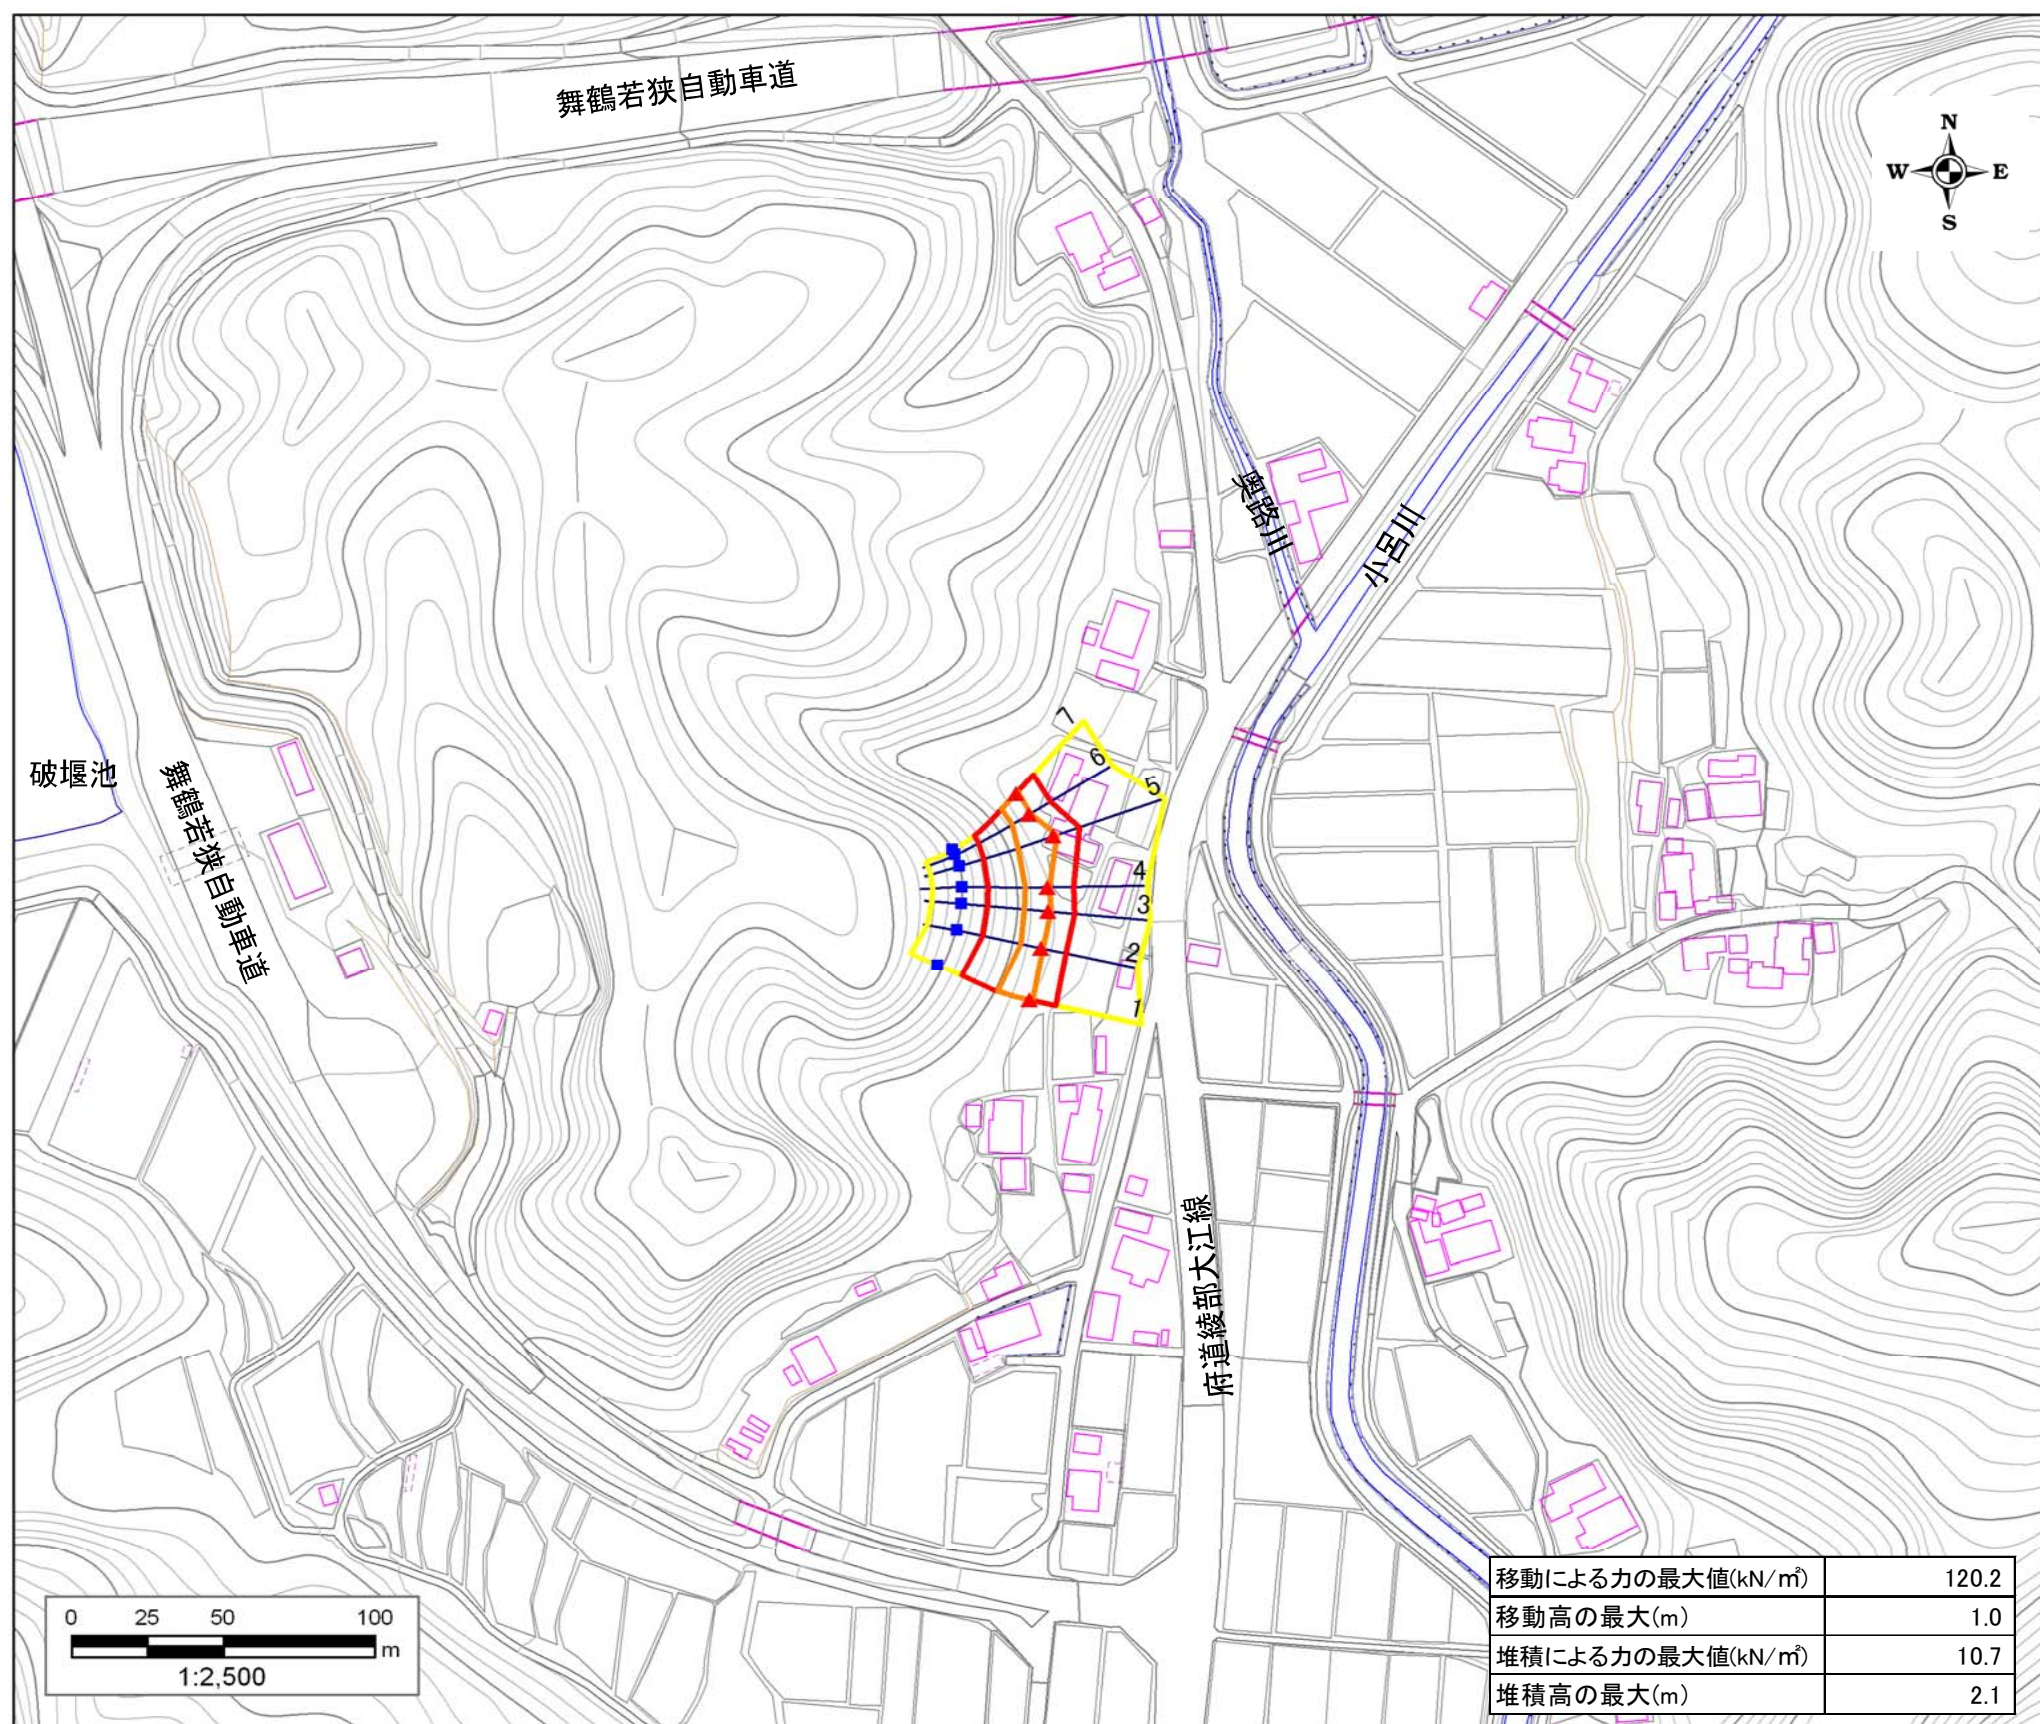 舞鶴若狭自動車道
N
W E
S
奥路川
小呂川
7
6
5
破堰池
舞鶴若狭自動車道
4
3
2
1
府道綾部大江線
移動による力の最大値(kN/㎡) 120.2
移動高の最大(m) 1.0
堆積による力の最大値(kN/㎡) 10.7
堆積高の最大(m) 2.1
0 25 50 100
m
1:2,500